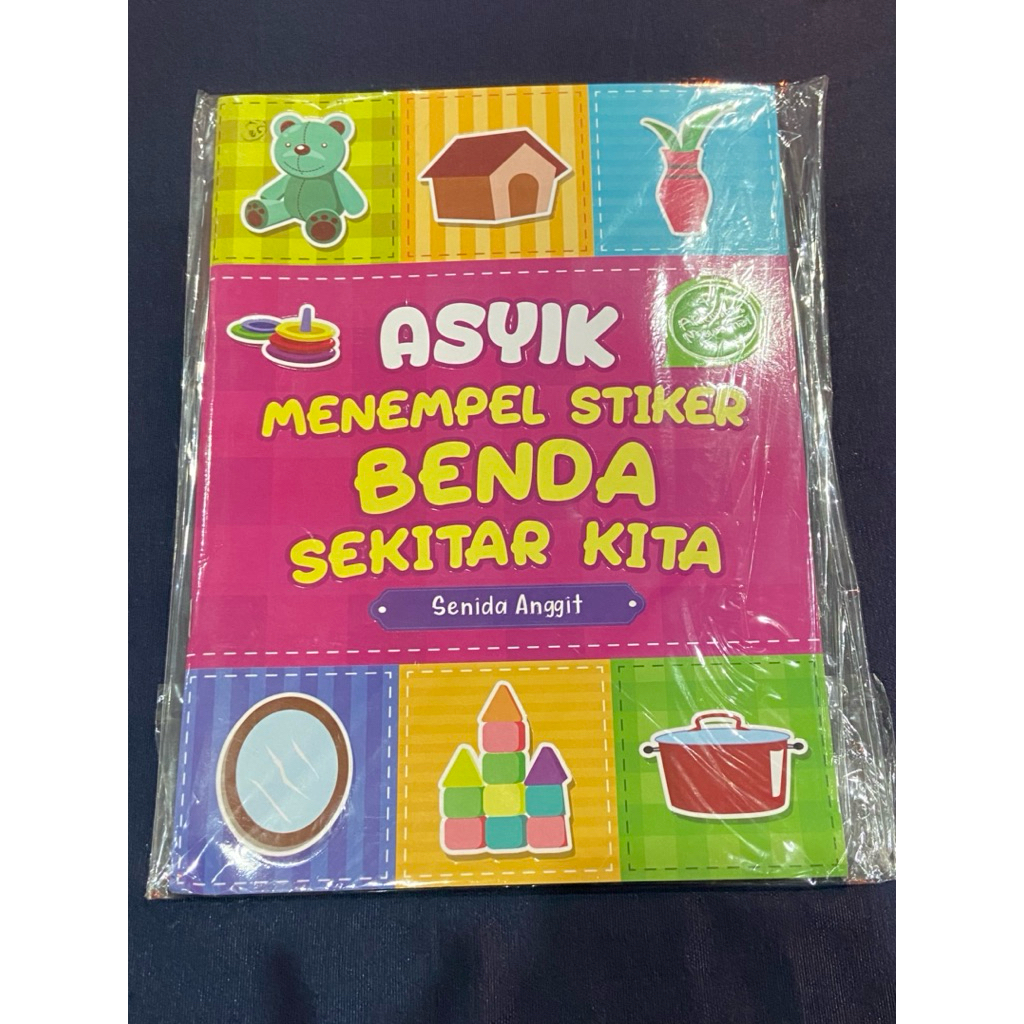 ASYIK
MENEMPEL STIKER
BENDA
SEKITAR KITA
Senida Anggit